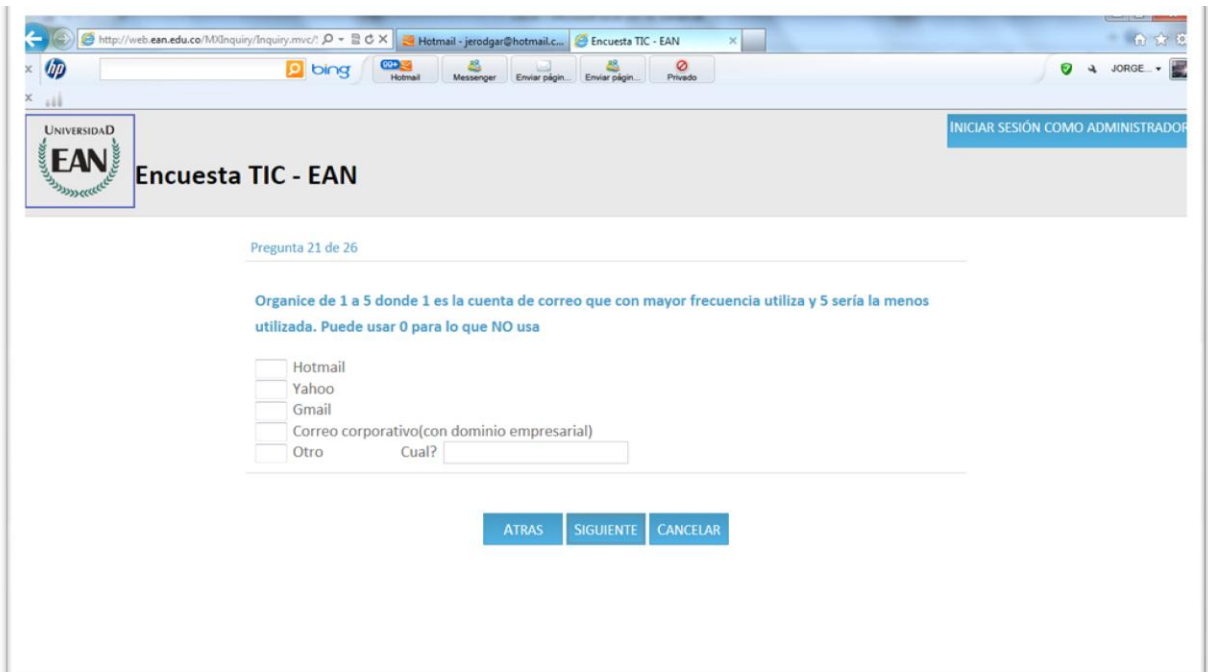 http://web.ean.edu.co/MXInquiry/Inquiry.mvc/
Hotmail - jerodgar@hotmail.c...
Encuesta TIC - EAN
hp
bing
99+
Hotmail
Messenger
Enviar págin...
Enviar págin...
Privado
JORGE...
UNIVERSIDAD
EAN
INICIAR SESIÓN COMO ADMINISTRADOR
Encuesta TIC - EAN
Pregunta 21 de 26
Organice de 1 a 5 donde 1 es la cuenta de correo que con mayor frecuencia utiliza y 5 sería la menos
utilizada. Puede usar 0 para lo que NO usa
Hotmail
Yahoo
Gmail
Correo corporativo(con dominio empresarial)
Otro Cual?
ATRAS SIGUIENTE CANCELAR